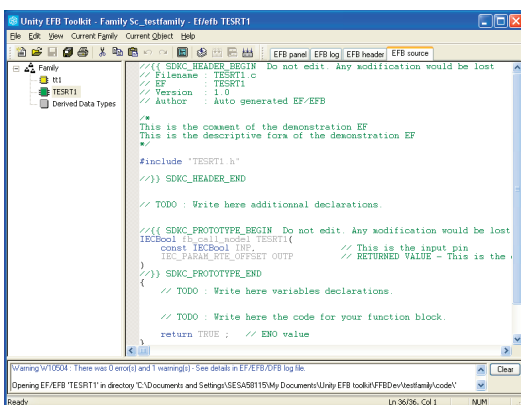 Unity EFB Toolkit - Family Sc_testfamily - Ef/efb TESRT1
File Edit View Current Family Current Object Help
EFB panel EFB log EFB header EFB source
Family
tt1
TESRT1
Derived Data Types
//{{ SDKC_HEADER_BEGIN Do not edit. Any modification would be lost
// Filename : TESRT1.c
// EF : TESRT1
// Version : 1.0
// Author : Auto generated EF/EFB
/*
This is the comment of the demonstration EF
This is the descriptive form of the demonstration EF
*/
#include "TESRT1.h"
//}} SDKC_HEADER_END
// TODO : Write here additionnal declarations.
//{{ SDKC_PROTOTYPE_BEGIN Do not edit. Any modification would be lost
IECBool fb_call_model TESRT1(
const IECBool INP, // This is the input pin
IEC_PARAM_RTE_OFFSET OUTP // RETURNED VALUE - This is the
)
//}} SDKC_PROTOTYPE_END
{
// TODO : Write here variables declarations.
// TODO : Write here the code for your function block.
return TRUE ; // ENO value
}
Warning W10504 : There was 0 error(s) and 1 warning(s) - See details in EF/EFB/DFB log file.
Clear
Opening EF/EFB 'TESRT1' in directory 'C:\Documents and Settings\SESA58115\My Documents\Unity EFB toolkit\FFBDev\testfamily\code\'
Ready Ln 36/36, Col 1 NUM